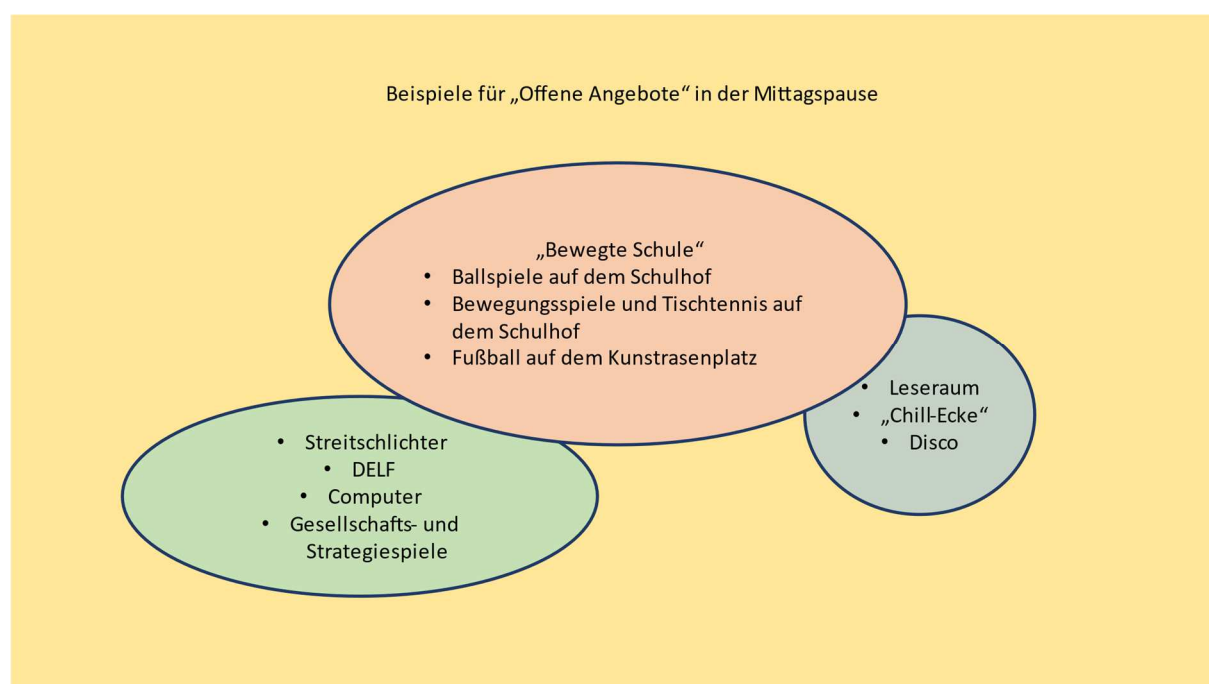 Beispiele für „Offene Angebote“ in der Mittagspause
„Bewegte Schule“
• Ballspiele auf dem Schulhof
• Bewegungsspiele und Tischtennis auf
dem Schulhof
• Fußball auf dem Kunstrasenplatz
• Streitschlichter
• DELF
• Computer
• Gesellschafts- und
Strategiespiele
• Leseraum
• „Chill-Ecke“
• Disco